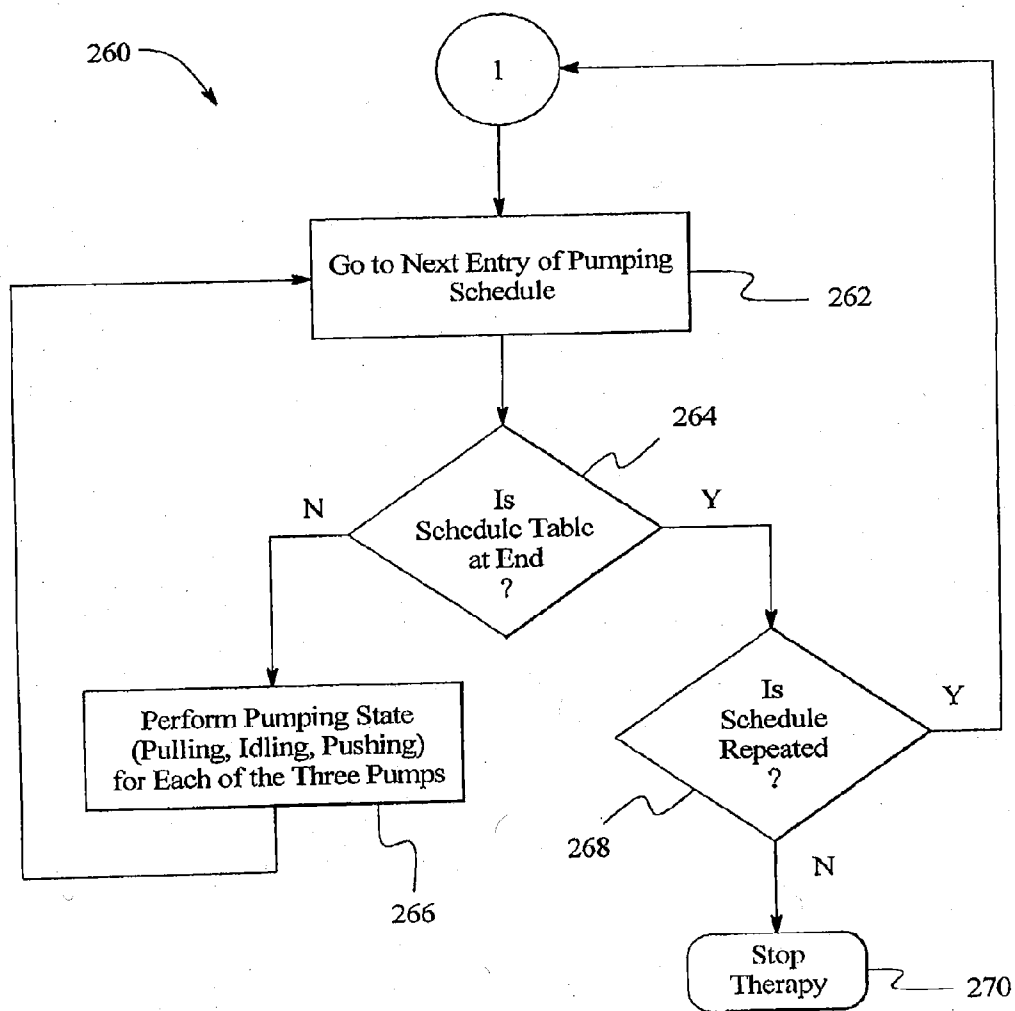 260
1
Go to Next Entry of Pumping
Schedule
262
264
N
Is
Schedule Table
at End
?
Y
Perform Pumping State
(Pulling, Idling, Pushing)
for Each of the Three Pumps
266
Is
Schedule
Repeated
?
Y
268
N
Stop
Therapy
270